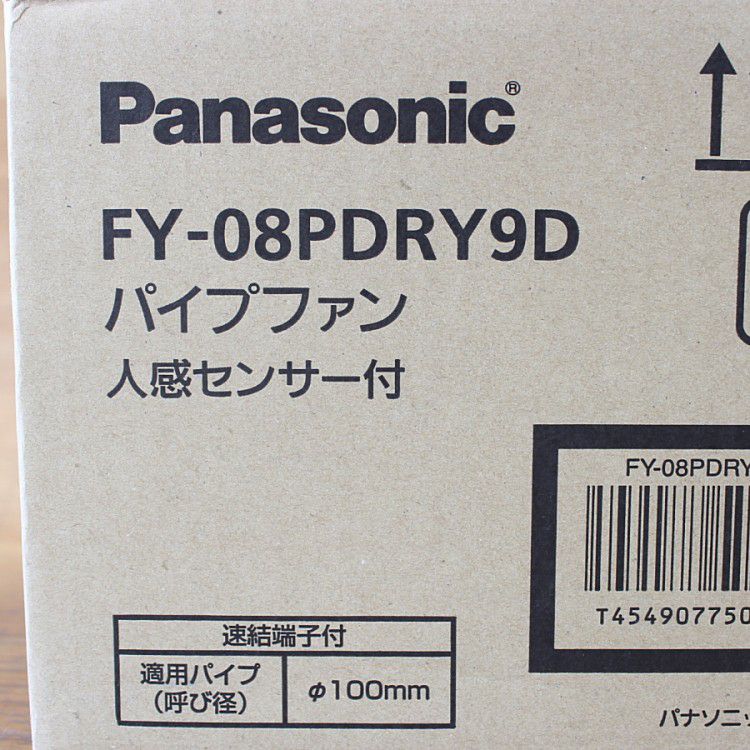 Panasonic®
FY-08PDRY9D
パイプファン
人感センサー付
FY-08PDRY
T454907750
速結端子付
適用パイプ
(呼び径)
φ100mm
パナソニッ